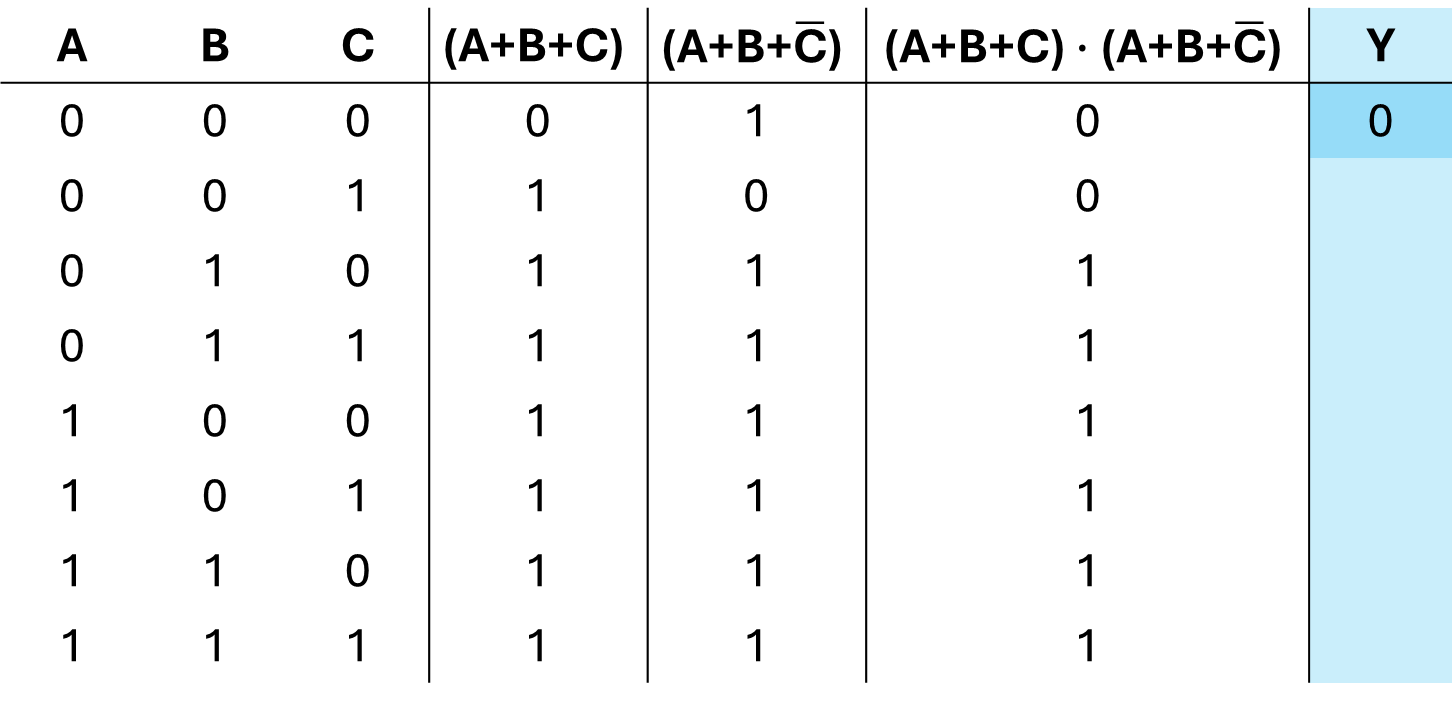 A B C (A+B+C) (A+B+C̅) (A+B+C) · (A+B+C̅) Y
0 0 0 0 1 0 0
0 0 1 1 0 0
0 1 0 1 1 1
0 1 1 1 1 1
1 0 0 1 1 1
1 0 1 1 1 1
1 1 0 1 1 1
1 1 1 1 1 1